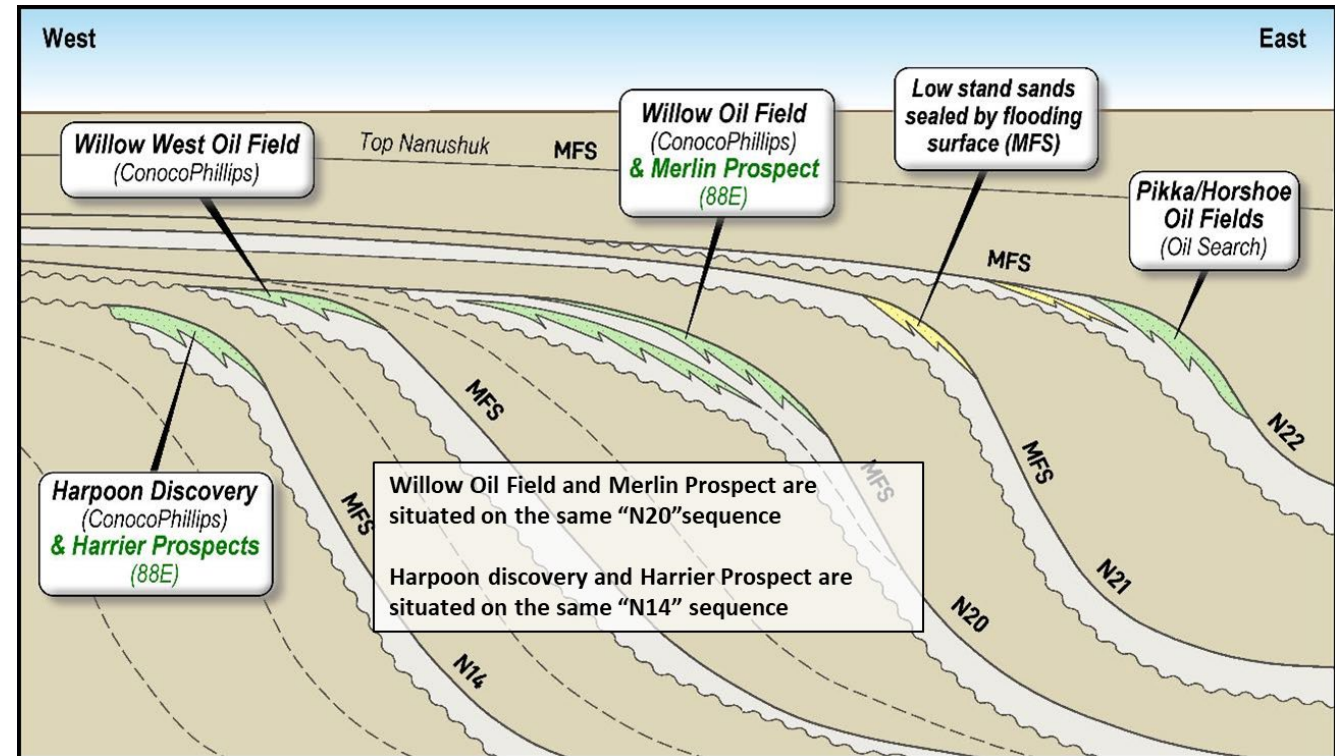 West
East
Willow West Oil Field
(ConocoPhillips)
Top Nanushuk
MFS
Willow Oil Field
(ConocoPhillips)
& Merlin Prospect
(88E)
Low stand sands
sealed by flooding
surface (MFS)
Pikka/Horshoe
Oil Fields
(Oil Search)
MFS
Harpoon Discovery
(ConocoPhillips)
& Harrier Prospects
(88E)
MFS
MFS
MFS
MFS
N22
Willow Oil Field and Merlin Prospect are
situated on the same “N20”sequence
Harpoon discovery and Harrier Prospect are
situated on the same “N14” sequence
N21
N20
N14